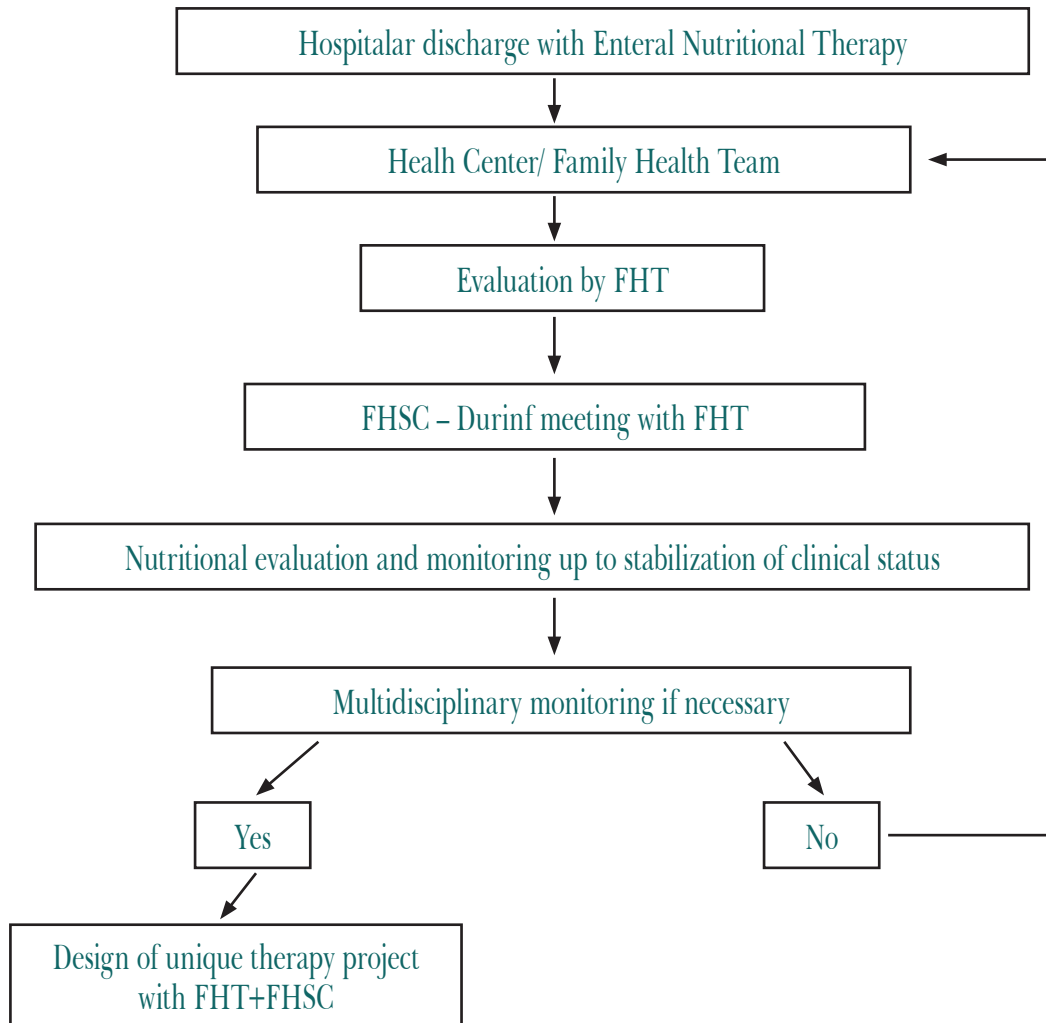 Hospitalar discharge with Enteral Nutritional Therapy
Healh Center/ Family Health Team
Evaluation by FHT
FHSC – Durinf meeting with FHT
Nutritional evaluation and monitoring up to stabilization of clinical status
Multidisciplinary monitoring if necessary
Yes
No
Design of unique therapy project
with FHT+FHSC